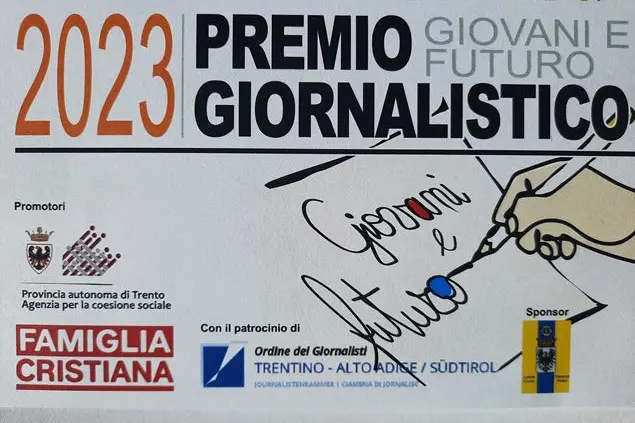 2023
PREMIO
GIORNALISTICO
GIOVANI E
FUTURO
Giovani
e
Futuro
Promotori
Provincia autonoma di Trento
Agenzia per la coesione sociale
FAMIGLIA
CRISTIANA
Con il patrocinio di
Ordine dei Giornalisti
TRENTINO - ALTO ADIGE / SÜDTIROL
Sponsor